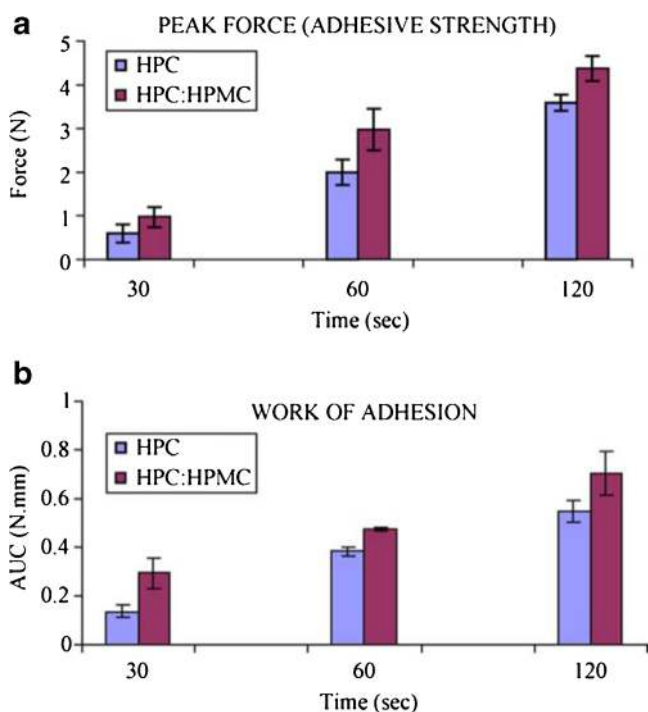 a
PEAK FORCE (ADHESIVE STRENGTH)
5
4
3
2
1
0
Force (N)
HPC
HPC:HPMC
30 60 120
Time (sec)
b
WORK OF ADHESION
1
0.8
0.6
0.4
0.2
0
AUC (N.mm)
HPC
HPC:HPMC
30 60 120
Time (sec)